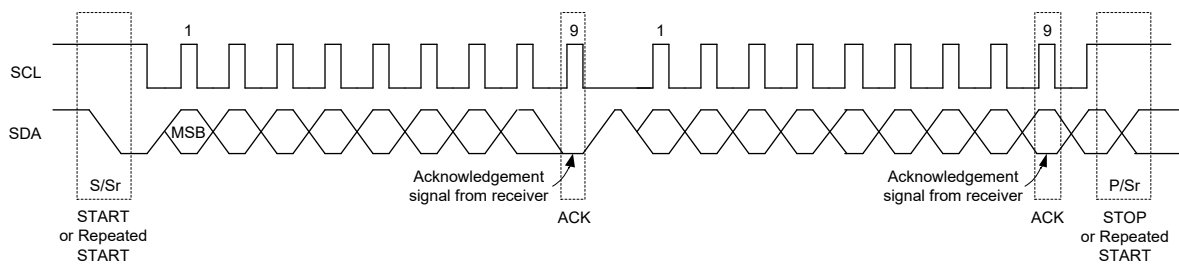 1
9
1
9
SCL
SDA
MSB
Acknowledgement
signal from receiver
Acknowledgement
signal from receiver
S/Sr
P/Sr
START
or Repeated
START
ACK
ACK
STOP
or Repeated
START